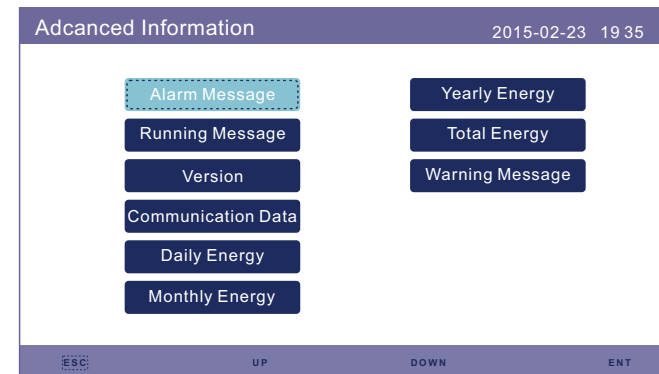 Adcanced Information
2015-02-23 19 35
Alarm Message
Running Message
Version
Communication Data
Daily Energy
Monthly Energy
Yearly Energy
Total Energy
Warning Message
ESC UP DOWN ENT